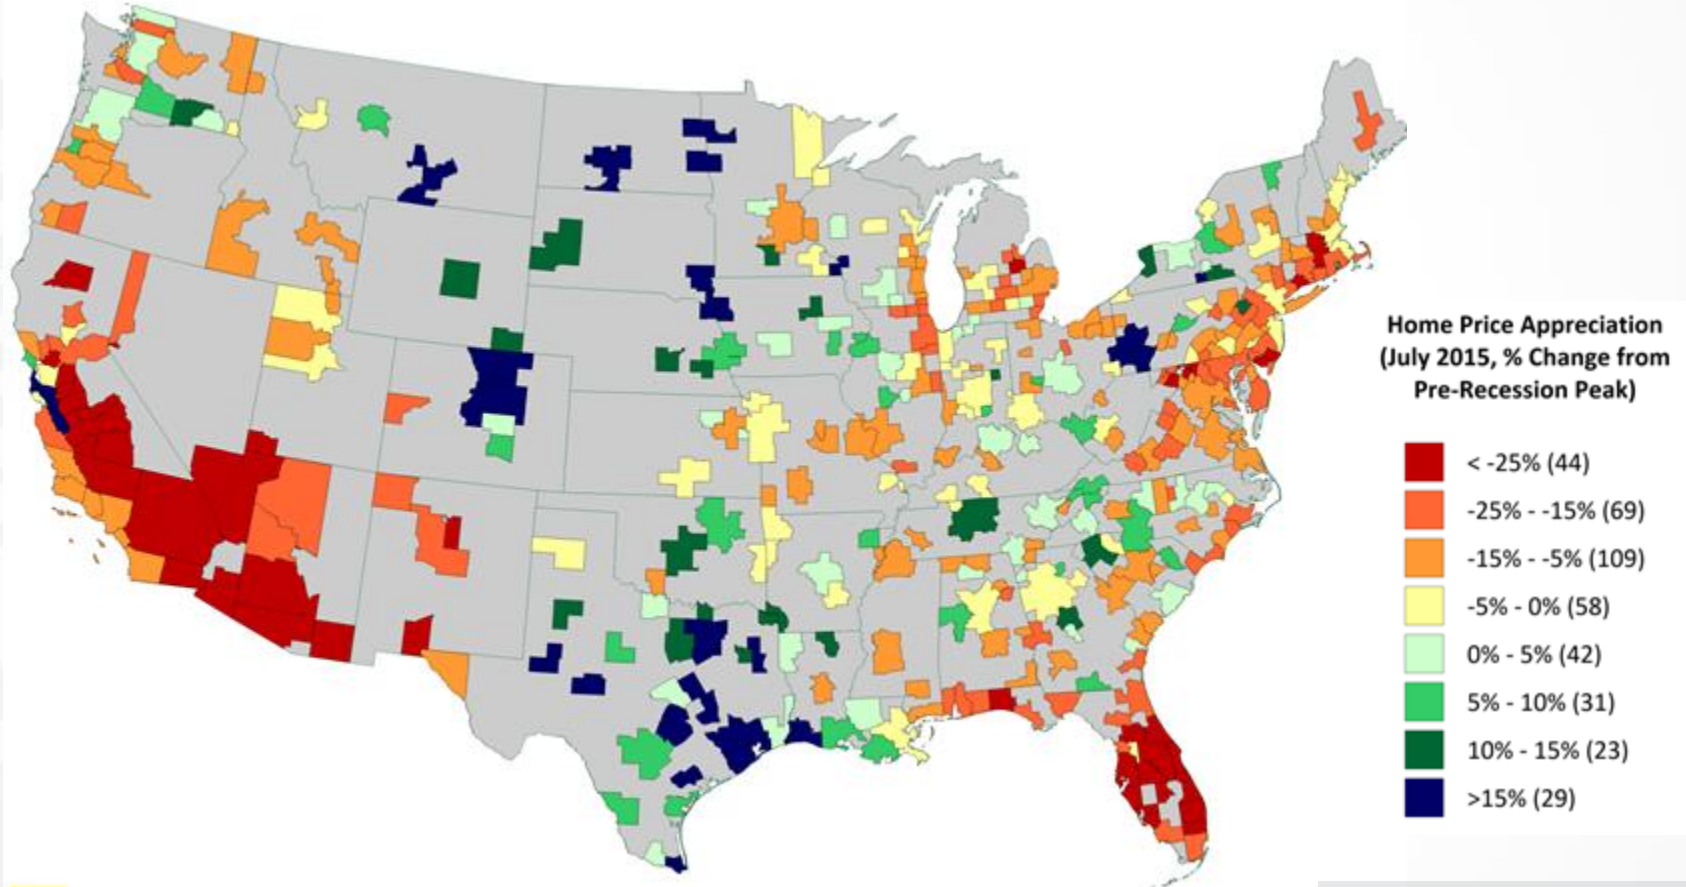 Home Price Appreciation
(July 2015, % Change from
Pre-Recession Peak)
< -25% (44)
-25% - -15% (69)
-15% - -5% (109)
-5% - 0% (58)
0% - 5% (42)
5% - 10% (31)
10% - 15% (23)
>15% (29)